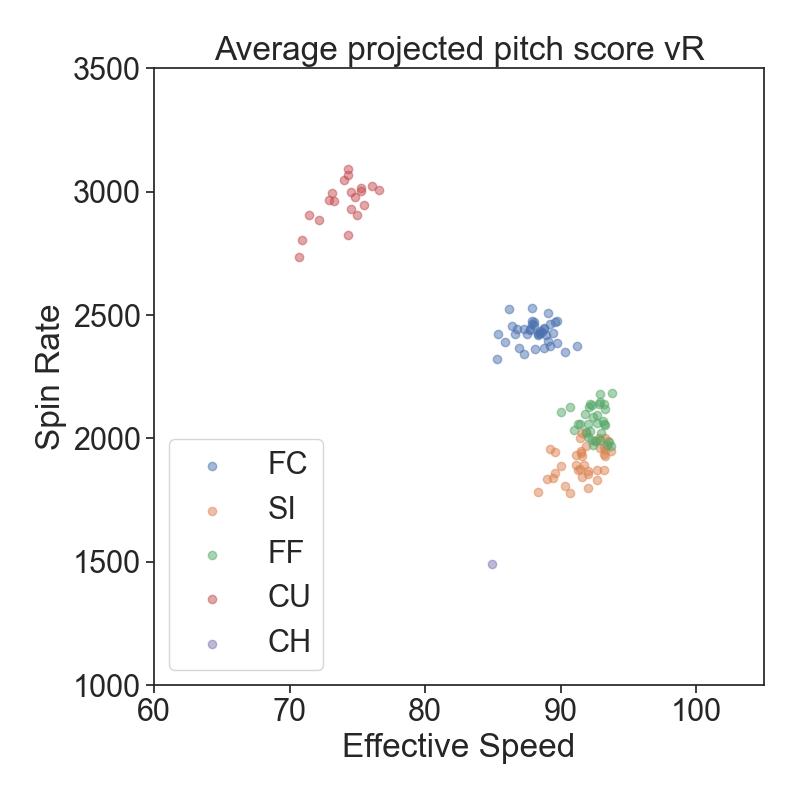 Average projected pitch score vR
3500
3000
2500
2000
1500
1000
Spin Rate
FC
SI
FF
CU
CH
60 70 80 90 100
Effective Speed